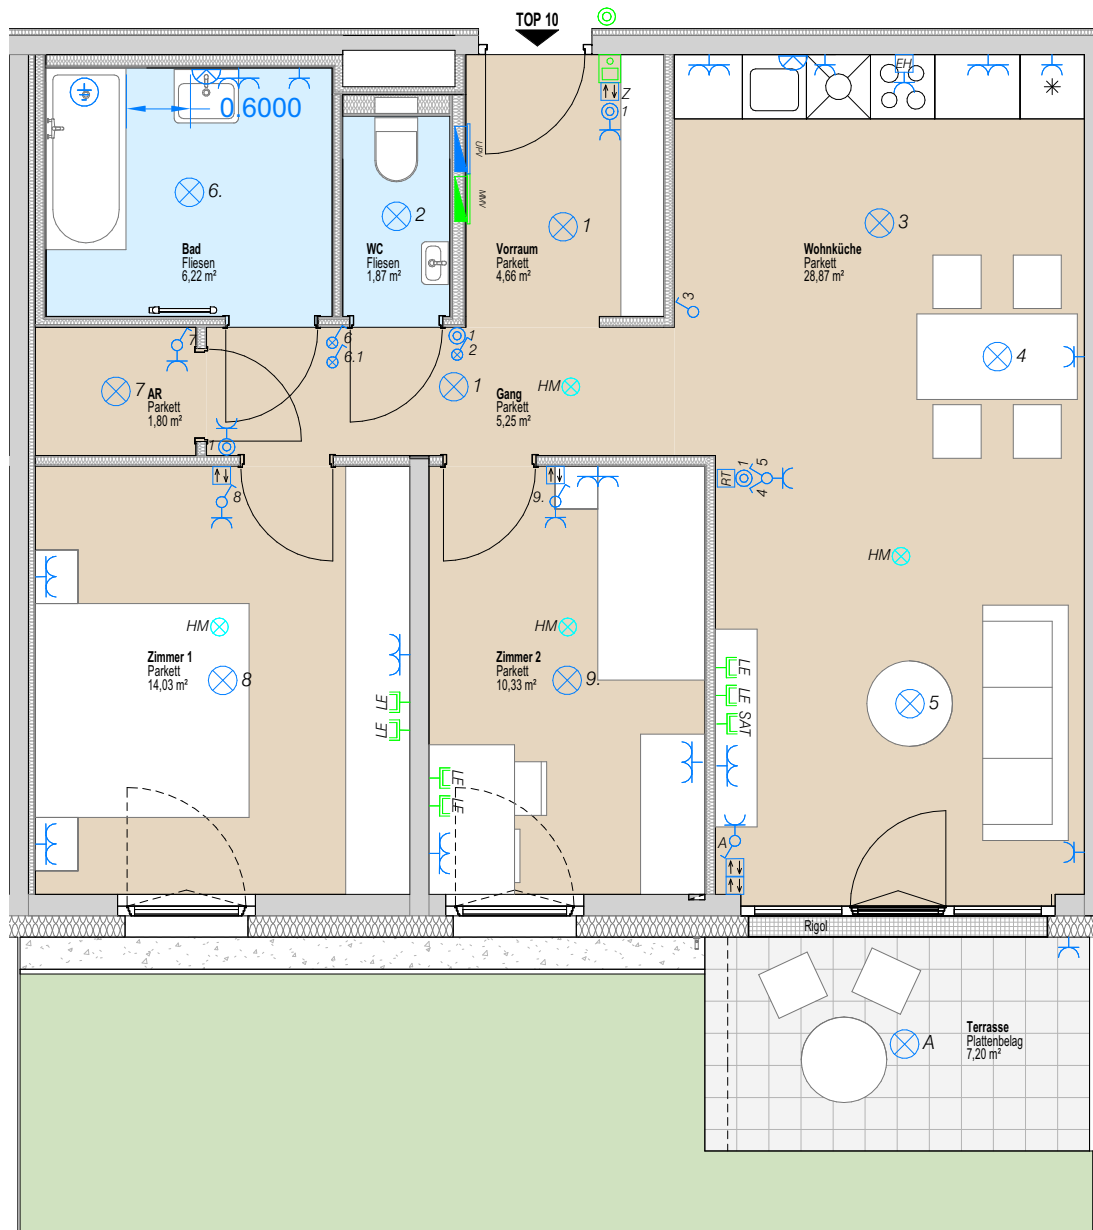 TOP 10
EH
Z
1
0.6000
UPV
MMV
6.
2
1
3
Bad
Fliesen
6,22 m²
WC
Fliesen
1,87 m²
Vorraum
Parkett
4,66 m²
Wohnküche
Parkett
28,87 m²
3
7
6
6.1
1
2
4
7
AR
Parkett
1,80 m²
1
Gang
Parkett
5,25 m²
HM
1
8
9.
RT
1
5
4
HM
HM
HM
Zimmer 1
Parkett
14,03 m²
8
Zimmer 2
Parkett
10,33 m²
9.
LE
LE
LE
LE
LE
LE
SAT
5
A
Rigol
Terrasse
Plattenbelag
7,20 m²
A